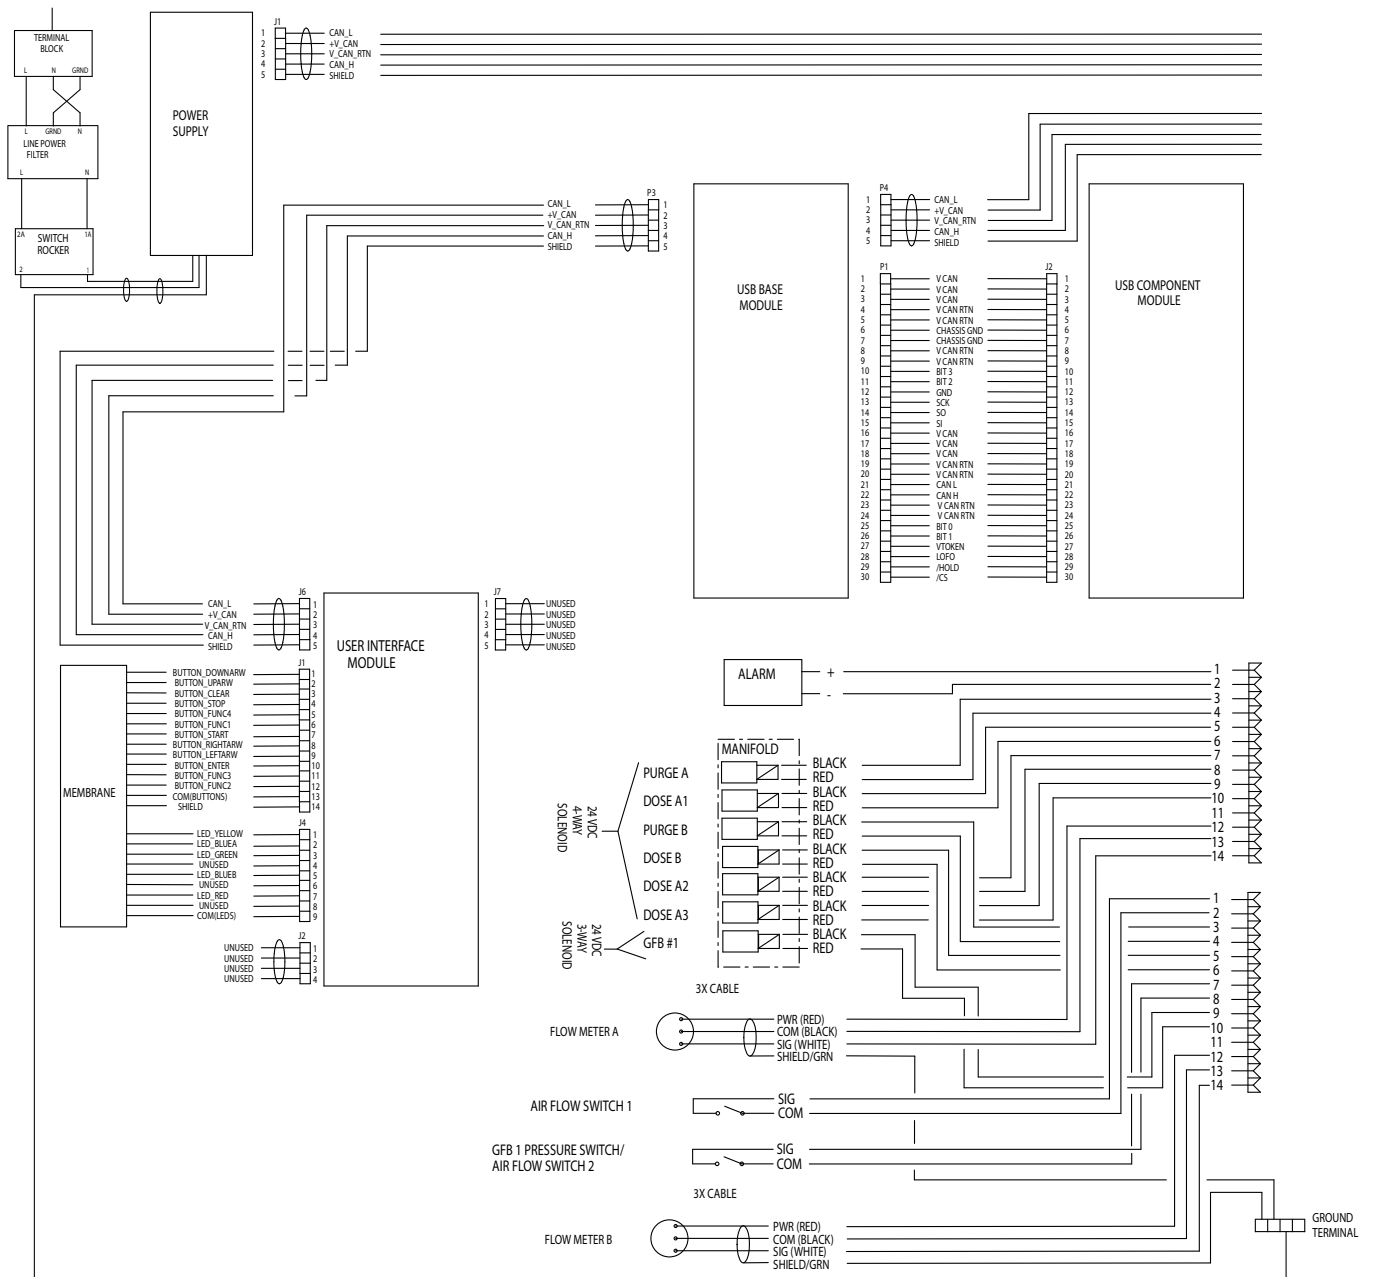 TERMINAL
BLOCK
L N GRND
L GRND N
LINE POWER
FILTER
L N
2A 1A
SWITCH
ROCKER
2 1
POWER
SUPPLY
J1
1 CAN_L
2 +V_CAN
3 V_CAN_RTN
4 CAN_H
5 SHIELD
P3
CAN_L 1
+V_CAN 2
V_CAN_RTN 3
CAN_H 4
SHIELD 5
USB BASE
MODULE
P4
1 CAN_L
2 +V_CAN
3 V_CAN_RTN
4 CAN_H
5 SHIELD
USB COMPONENT
MODULE
P1 J2
1 V CAN 1
2 V CAN 2
3 V CAN 3
4 V CAN RTN 4
5 V CAN RTN 5
6 CHASSIS GND 6
7 CHASSIS GND 7
8 V CAN RTN 8
9 V CAN RTN 9
10 BIT 3 10
11 BIT 2 11
12 GND 12
13 SCK 13
14 SO 14
15 SI 15
16 V CAN 16
17 V CAN 17
18 V CAN 18
19 V CAN RTN 19
20 V CAN RTN 20
21 CAN L 21
22 CAN H 22
23 V CAN RTN 23
24 V CAN RTN 24
25 BIT 0 25
26 BIT 1 26
27 VTOKEN 27
28 LOFO 28
29 /HOLD 29
30 /CS 30
J6
CAN_L 1
+V_CAN 2
V_CAN_RTN 3
CAN_H 4
SHIELD 5
USER INTERFACE
MODULE
J7
1 UNUSED
2 UNUSED
3 UNUSED
4 UNUSED
5 UNUSED
MEMBRANE
J1
BUTTON_DOWNARW 1
BUTTON_UPARW 2
BUTTON_CLEAR 3
BUTTON_STOP 4
BUTTON_FUNC4 5
BUTTON_FUNC1 6
BUTTON_START 7
BUTTON_RIGHTARW 8
BUTTON_LEFTARW 9
BUTTON_ENTER 10
BUTTON_FUNC3 11
BUTTON_FUNC2 12
COM(BUTTONS) 13
SHIELD 14
J4
LED_YELLOW 1
LED_BLUEA 2
LED_GREEN 3
UNUSED 4
LED_BLUEB 5
UNUSED 6
LED_RED 7
UNUSED 8
COM(LEDS) 9
J2
UNUSED 1
UNUSED 2
UNUSED 3
UNUSED 4
ALARM + -
MANIFOLD
24 VDC
4-WAY
SOLENOID
PURGE A BLACK
RED
DOSE A1 BLACK
RED
PURGE B BLACK
RED
DOSE B BLACK
RED
DOSE A2 BLACK
RED
DOSE A3 BLACK
RED
24 VDC
3-WAY
SOLENOID
GFB #1 BLACK
RED
1
2
3
4
5
6
7
8
9
10
11
12
13
14
1
2
3
4
5
6
7
8
9
10
11
12
13
14
3X CABLE
FLOW METER A
PWR (RED)
COM (BLACK)
SIG (WHITE)
SHIELD/GRN
AIR FLOW SWITCH 1
SIG
COM
GFB 1 PRESSURE SWITCH/
AIR FLOW SWITCH 2
SIG
COM
3X CABLE
FLOW METER B
PWR (RED)
COM (BLACK)
SIG (WHITE)
SHIELD/GRN
GROUND
TERMINAL